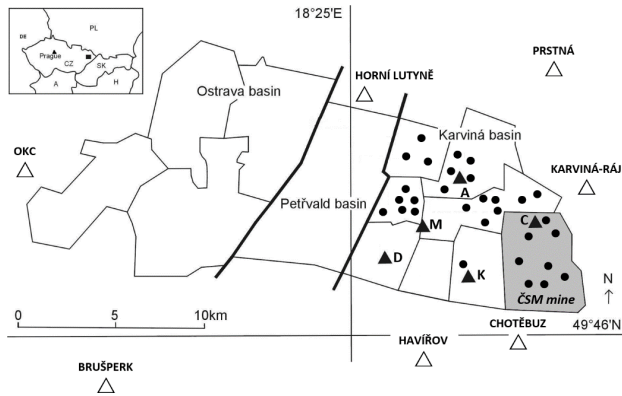 18°25'E
PL
DE
Prague
CZ
SK
A
H
PRSTNÁ
HORNÍ LUTYNĚ
Ostrava basin
Karviná basin
OKC
KARVINÁ-RÁJ
A
Petřvald basin
M
C
D
K
N
ČSM mine
0 5 10km
49°46'N
CHOTĚBUZ
HAVÍŘOV
BRUŠPERK